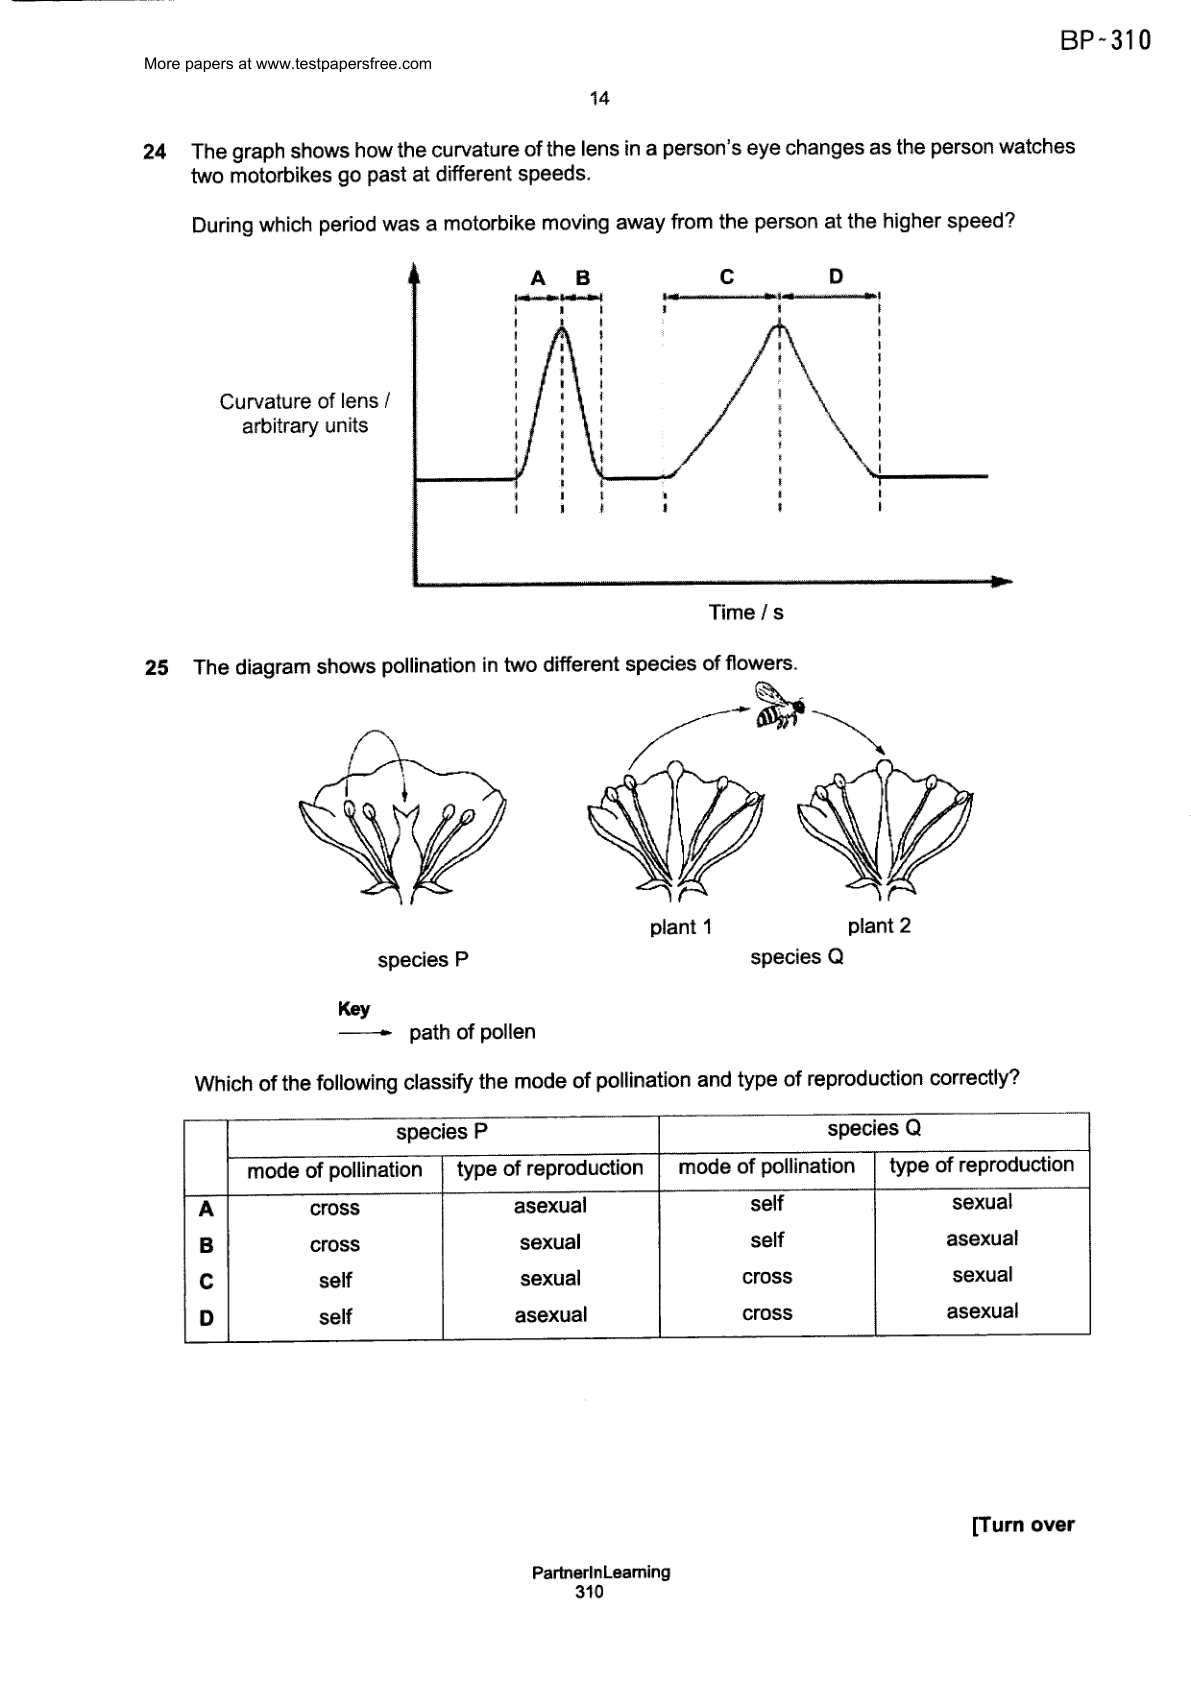 BP-310
More papers at www.testpapersfree.com
14
24 The graph shows how the curvature of the lens in a person's eye changes as the person watches
two motorbikes go past at different speeds.
During which period was a motorbike moving away from the person at the higher speed?
A B C D
Curvature of lens /
arbitrary units
Time / s
25 The diagram shows pollination in two different species of flowers.
plant 1 plant 2
species P species Q
Key
path of pollen
Which of the following classify the mode of pollination and type of reproduction correctly?
species P species Q
mode of pollination type of reproduction mode of pollination type of reproduction
A cross asexual self sexual
B cross sexual self asexual
C self sexual cross sexual
D self asexual cross asexual
[Turn over
PartnerInLearning
310